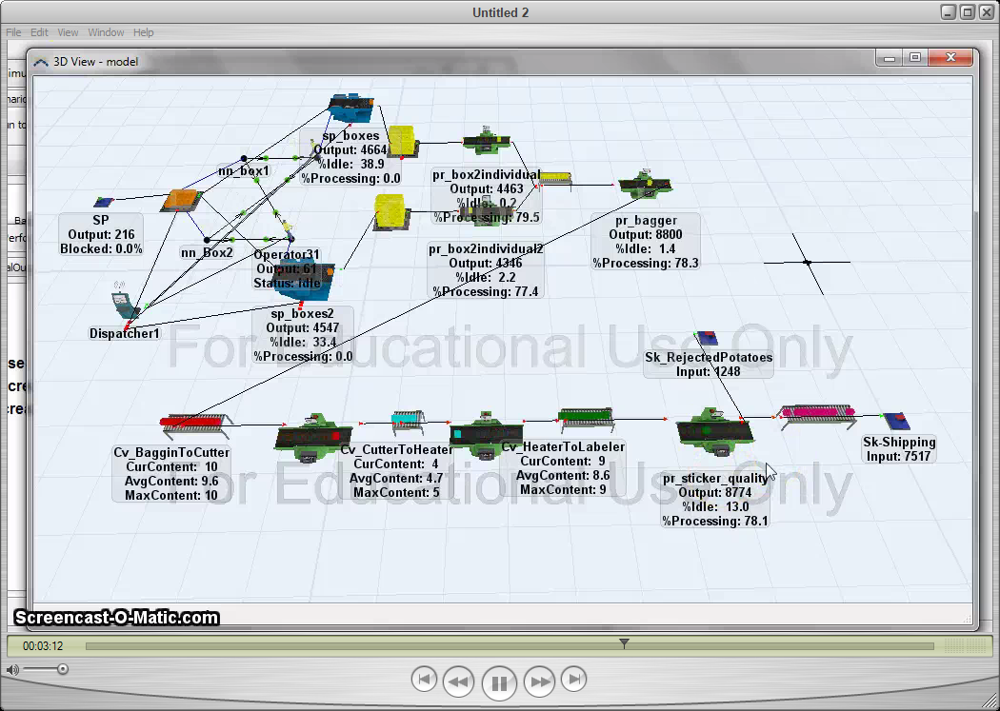 Untitled 2
File Edit View Window Help
3D View - model
sp_boxes
Output: 4664
%Idle: 38.9
%Processing: 0.0
nn_box1
SP
Output: 216
Blocked: 0.0%
nn_Box2
Operator31
Output: 61
Status: Idle
pr_box2individual
Output: 4463
%Idle: 0.2
%Processing: 79.5
pr_bagger
Output: 8800
%Idle: 1.4
%Processing: 78.3
pr_box2individual2
Output: 4346
%Idle: 2.2
%Processing: 77.4
Dispatcher1
sp_boxes2
Output: 4547
%Idle: 33.4
%Processing: 0.0
For Educational Use Only
Sk_RejectedPotatoes
Input: 1248
Cv_BagginToCutter
CurContent: 10
AvgContent: 9.6
MaxContent: 10
Cv_CutterToHeater
CurContent: 4
AvgContent: 4.7
MaxContent: 5
Cv_HeaterToLabeler
CurContent: 9
AvgContent: 8.6
MaxContent: 9
pr_sticker_quality
Output: 8774
%Idle: 13.0
%Processing: 78.1
Sk-Shipping
Input: 7517
For Educational Use Only
Screencast-O-Matic.com
00:03:12